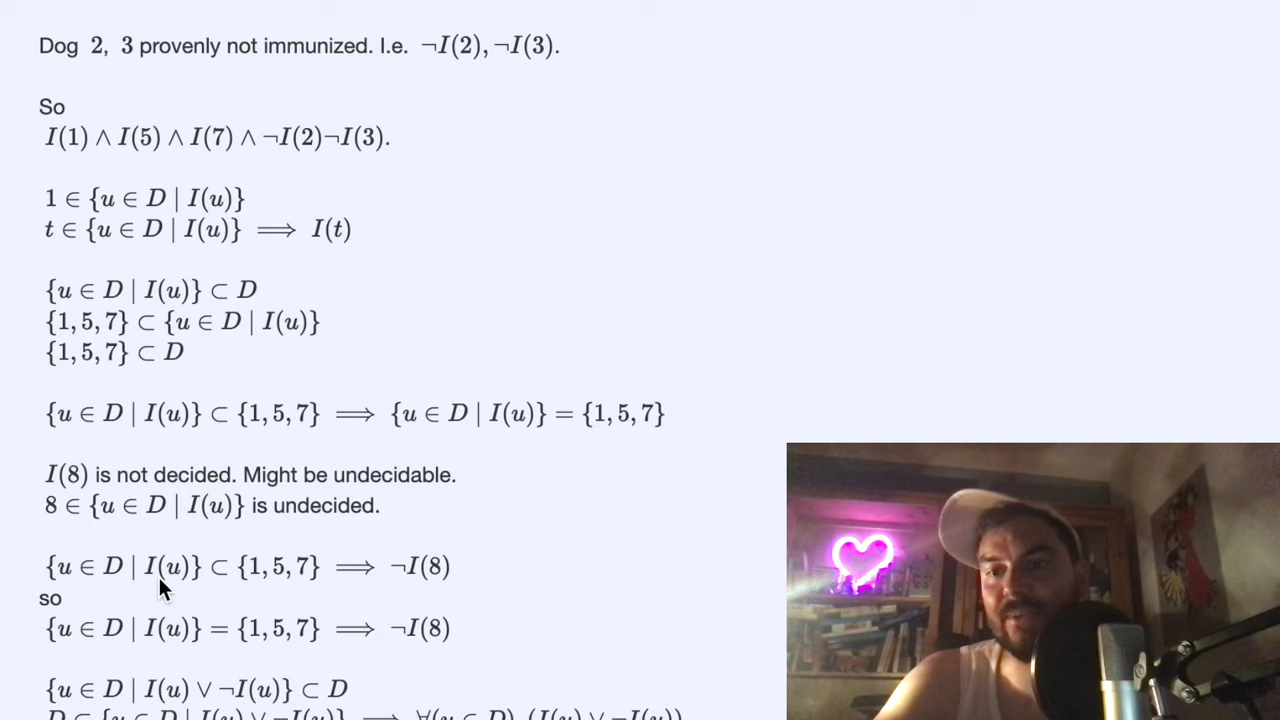 Dog 2, 3 provenly not immunized. I.e. ¬I(2), ¬I(3).
So
I(1) ∧ I(5) ∧ I(7) ∧ ¬I(2)¬I(3).
1 ∈ {u ∈ D | I(u)}
t ∈ {u ∈ D | I(u)} ⟹ I(t)
{u ∈ D | I(u)} ⊂ D
{1, 5, 7} ⊂ {u ∈ D | I(u)}
{1, 5, 7} ⊂ D
{u ∈ D | I(u)} ⊂ {1, 5, 7} ⟹ {u ∈ D | I(u)} = {1, 5, 7}
I(8) is not decided. Might be undecidable.
8 ∈ {u ∈ D | I(u)} is undecided.
{u ∈ D | I(u)} ⊂ {1, 5, 7} ⟹ ¬I(8)
so
{u ∈ D | I(u)} = {1, 5, 7} ⟹ ¬I(8)
{u ∈ D | I(u) ∨ ¬I(u)} ⊂ D
D ⊂ {u ∈ D | I(u) ∨ ¬I(u)} ⟹ ∀(u ∈ D). (I(u) ∨ ¬I(u))